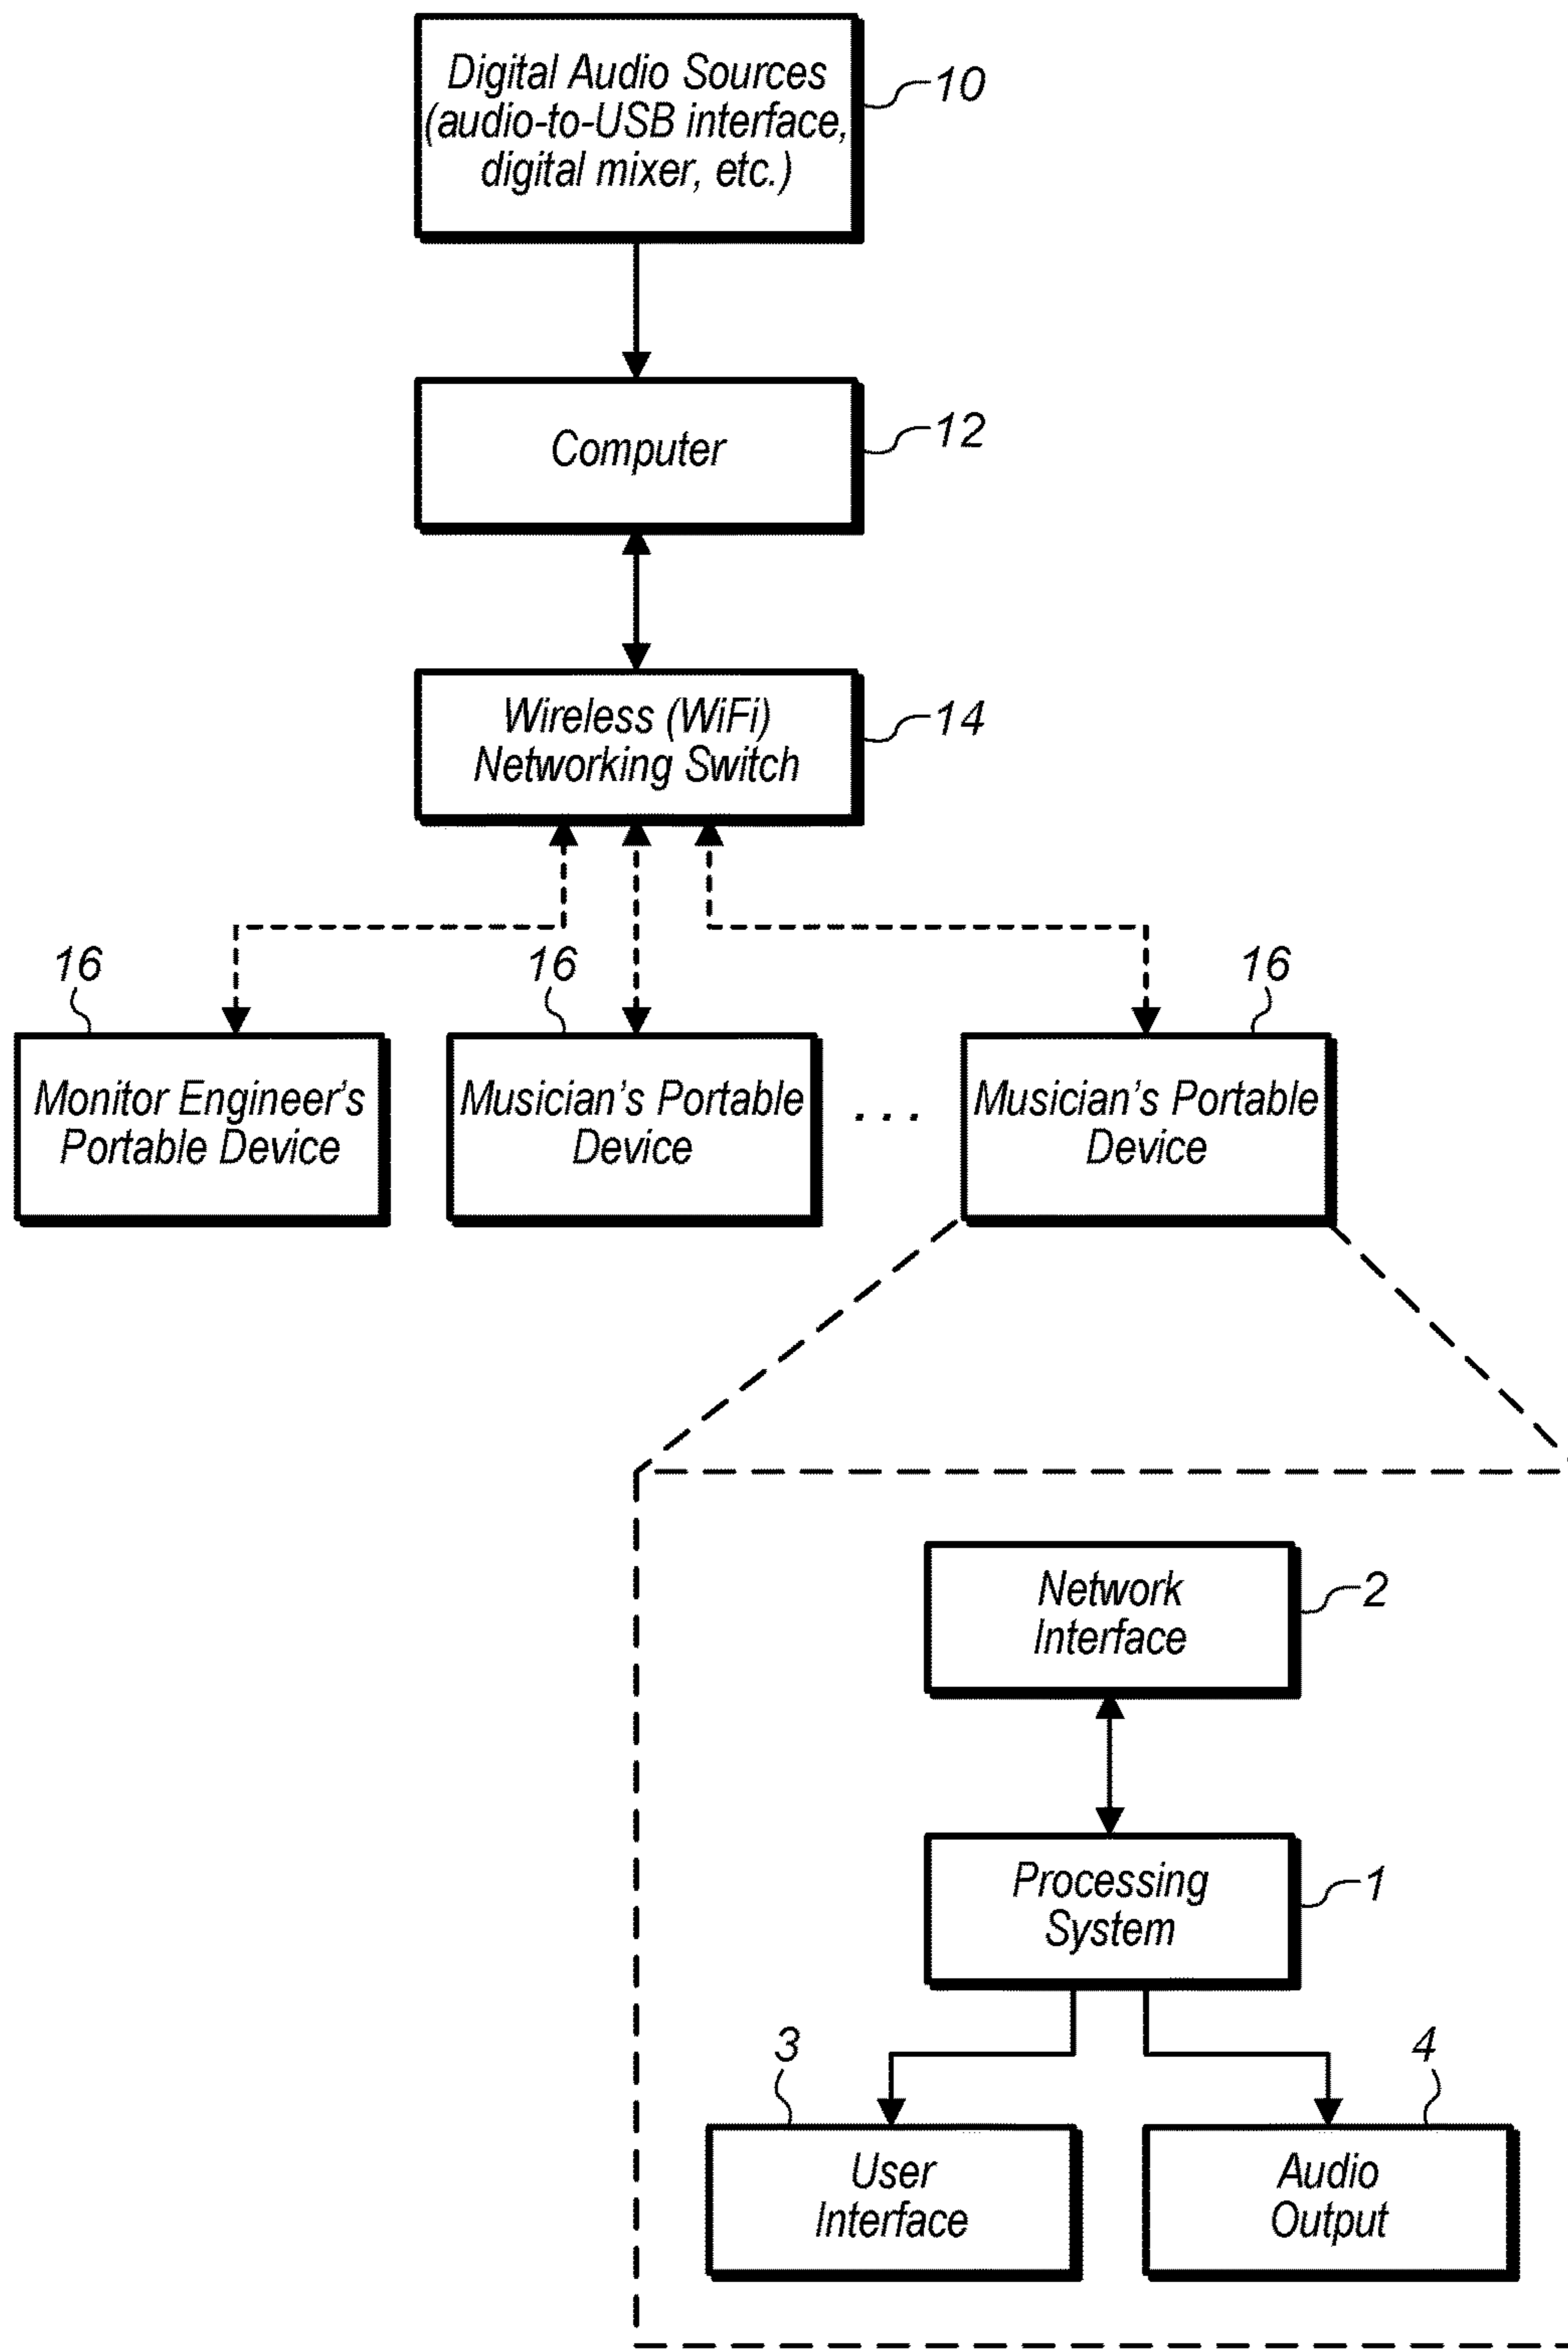 Digital Audio Sources
(audio-to-USB interface,
digital mixer, etc.)
10
Computer
12
Wireless (WiFi)
Networking Switch
14
16
16
16
Monitor Engineer's
Portable Device
Musician's Portable
Device
. . .
Musician's Portable
Device
Network
Interface
2
Processing
System
1
3
4
User
Interface
Audio
Output